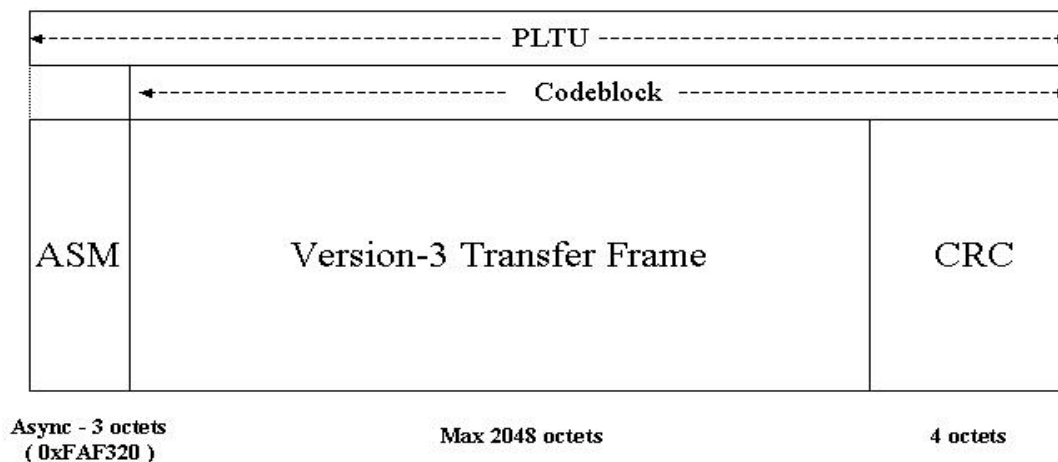 PLTU
Codeblock
ASM
Version-3 Transfer Frame
CRC
Async - 3 octets
( 0xFAF320 )
Max 2048 octets
4 octets